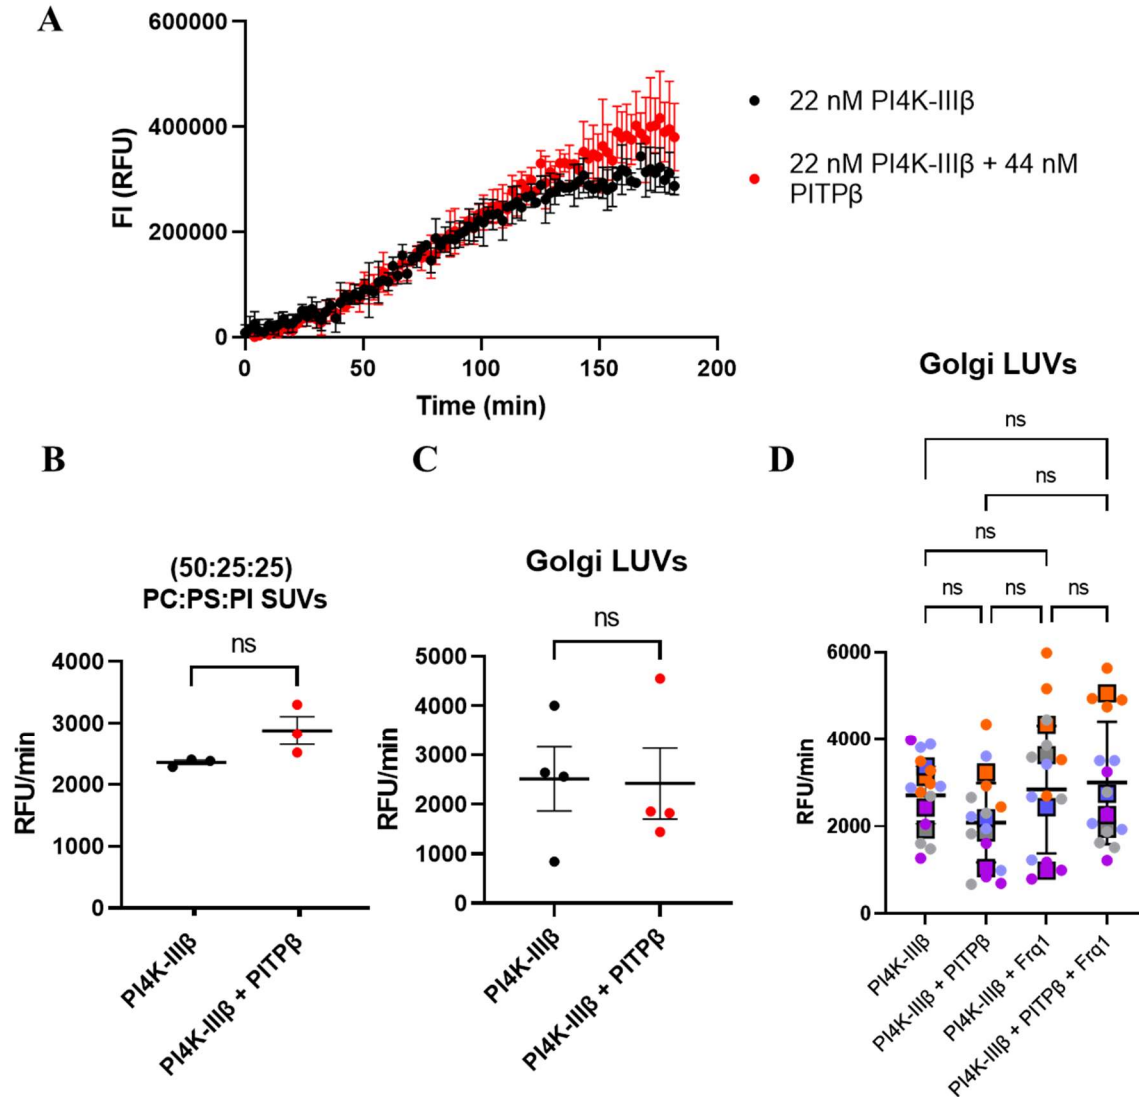 A
600000
400000
200000
0
FI (RFU)
0
50
100
150
200
Time (min)
22 nM PI4K-IIIβ
22 nM PI4K-IIIβ + 44 nM
PITPβ
B
(50:25:25)
PC:PS:PI SUVs
ns
4000
3000
2000
1000
0
RFU/min
PI4K-IIIβ
PI4K-IIIβ + PITPβ
C
Golgi LUVs
ns
5000
4000
3000
2000
1000
0
RFU/min
PI4K-IIIβ
PI4K-IIIβ + PITPβ
D
Golgi LUVs
ns
ns
ns
ns
ns
ns
6000
4000
2000
0
RFU/min
PI4K-IIIβ
PI4K-IIIβ + PITPβ
PI4K-IIIβ + Frq1
PI4K-IIIβ + PITPβ + Frq1